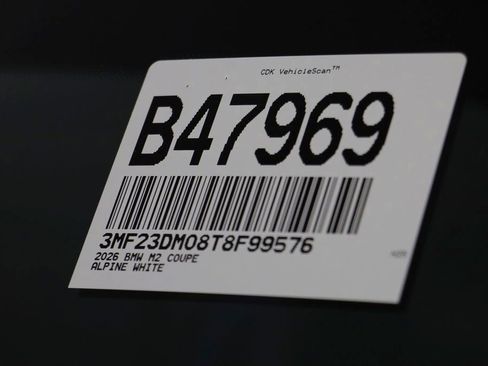 CDK VehicleScan™
B47969
3MF23DM08T8F99576
2026 BMW M2 COUPE
ALPINE WHITE